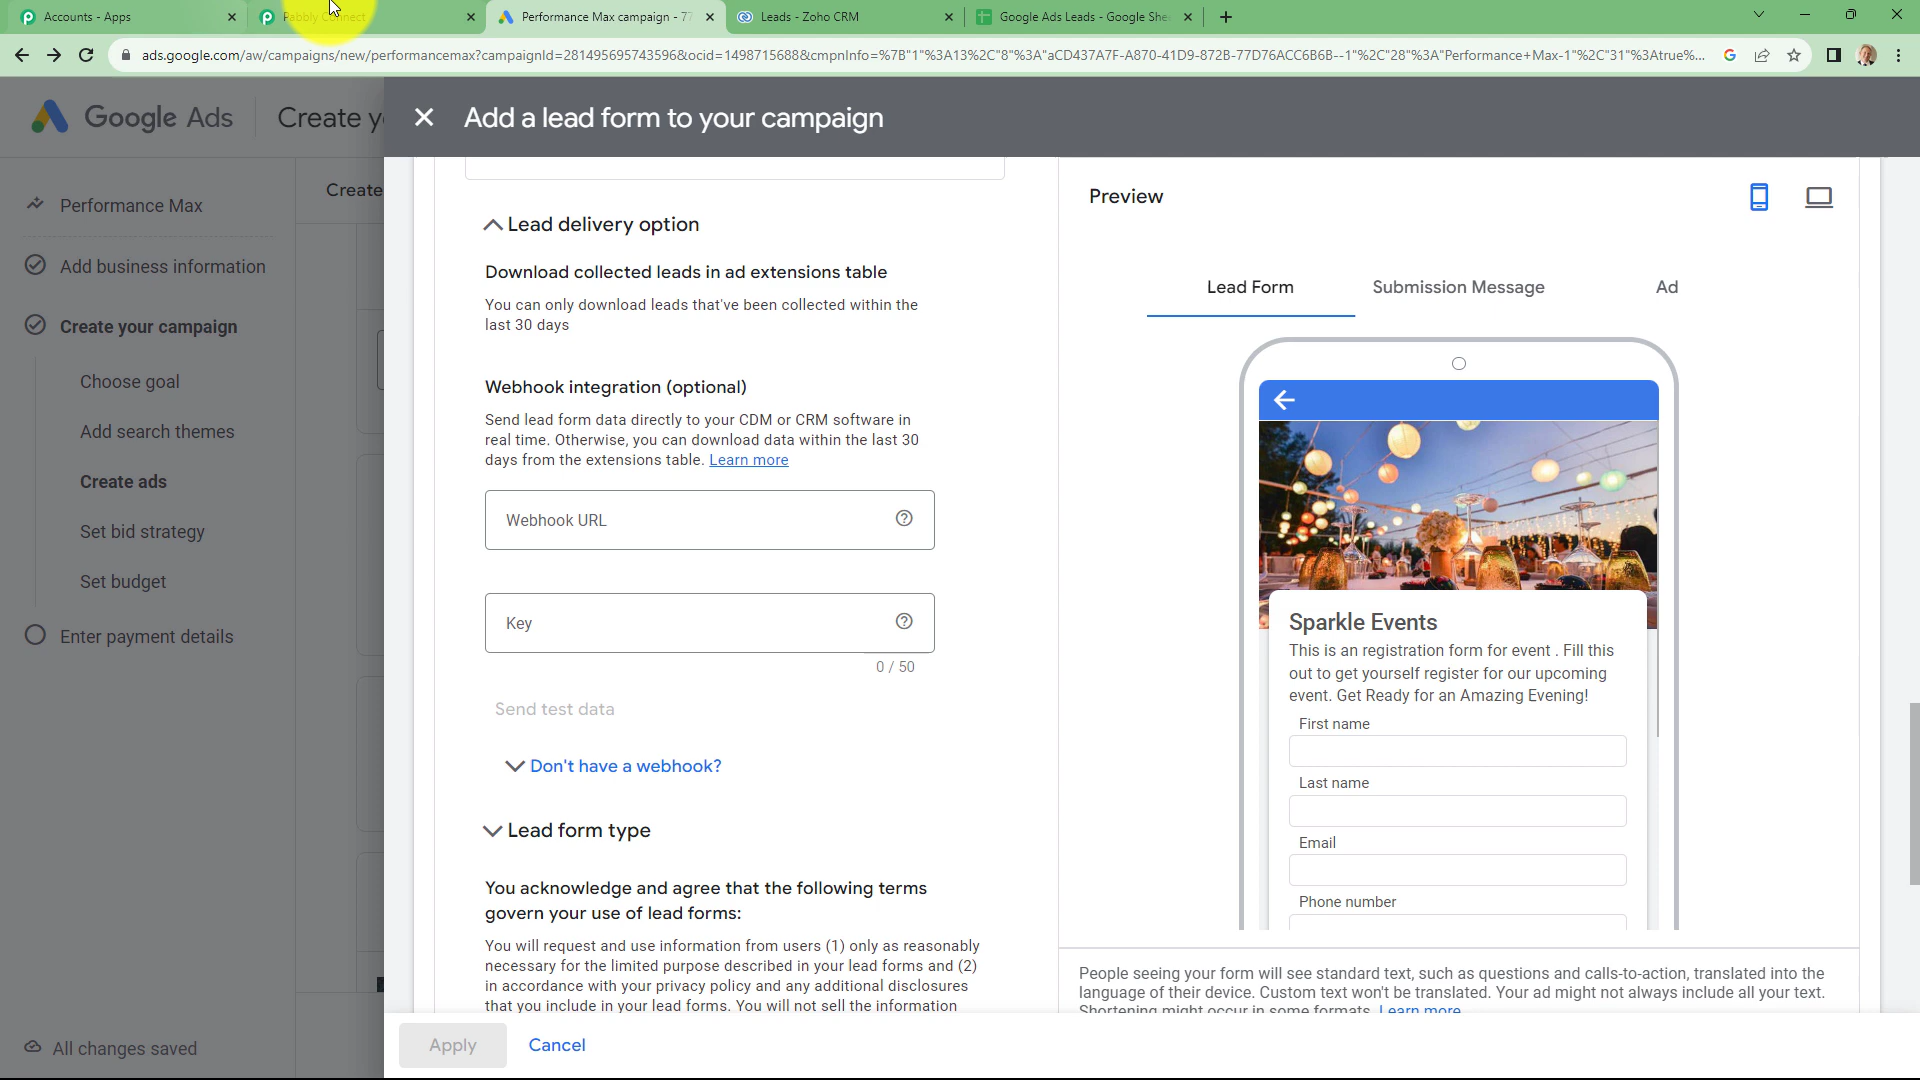 Accounts - Apps
Pabbly Connect
Performance Max campaign - 77
Leads - Zoho CRM
Google Ads Leads - Google She
ads.google.com/aw/campaigns/new/performancemax?campaignId=281495695743596&ocid=1498715688&cmpnInfo=%7B"1"%3A13%2C"8"%3A"aCD437A7F-A870-41D9-872B-77D76ACC6B6B--1"%2C"28"%3A"Performance+Max-1"%2C"31"%3Atrue%...
Google Ads
Create y
Add a lead form to your campaign
Performance Max
Add business information
Create your campaign
Choose goal
Add search themes
Create ads
Set bid strategy
Set budget
Enter payment details
All changes saved
Create
Lead delivery option
Download collected leads in ad extensions table
You can only download leads that've been collected within the
last 30 days
Webhook integration (optional)
Send lead form data directly to your CDM or CRM software in
real time. Otherwise, you can download data within the last 30
days from the extensions table. Learn more
Webhook URL
Key
0 / 50
Send test data
Don't have a webhook?
Lead form type
You acknowledge and agree that the following terms
govern your use of lead forms:
You will request and use information from users (1) only as reasonably
necessary for the limited purpose described in your lead forms and (2)
in accordance with your privacy policy and any additional disclosures
that you include in your lead forms. You will not sell the information
Apply
Cancel
Preview
Lead Form
Submission Message
Ad
Sparkle Events
This is an registration form for event . Fill this
out to get yourself register for our upcoming
event. Get Ready for an Amazing Evening!
First name
Last name
Email
Phone number
People seeing your form will see standard text, such as questions and calls-to-action, translated into the
language of their device. Custom text won't be translated. Your ad might not always include all your text.
Shortening might occur in some formats. Learn more